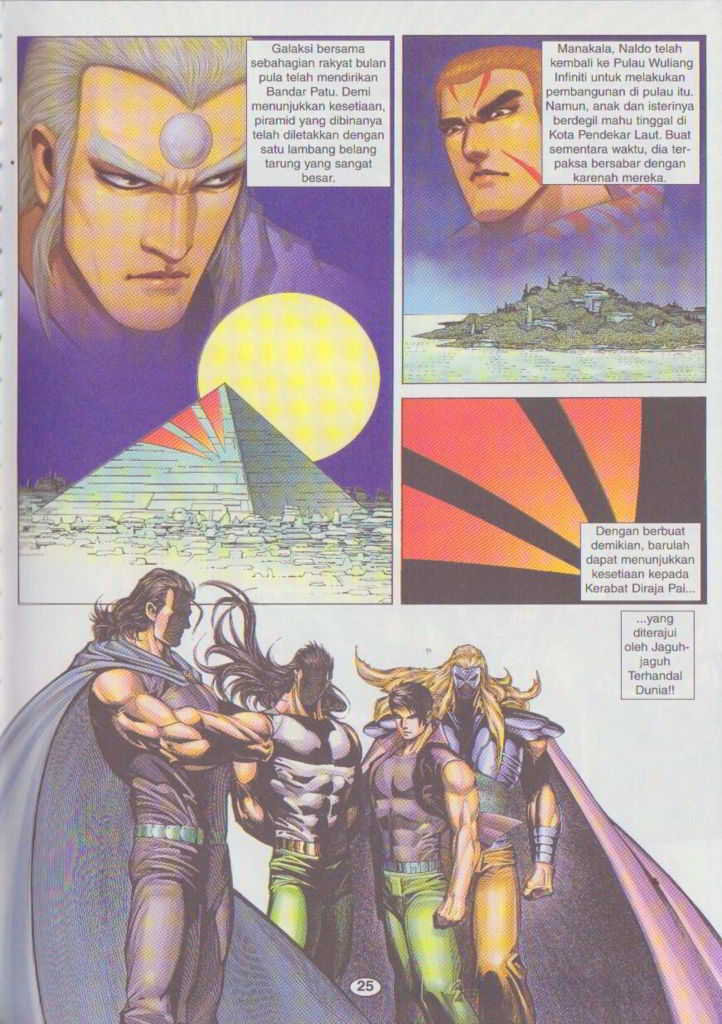 Galaksi bersama
sebahagian rakyat bulan
pula telah mendirikan
Bandar Patu. Demi
menunjukkan kesetiaan,
piramid yang dibinanya
telah diletakkan dengan
satu lambang belang
tarung yang sangat
besar.
Manakala, Naldo telah
kembali ke Pulau Wuliang
Infiniti untuk melakukan
pembangunan di pulau itu.
Namun, anak dan isterinya
berdegil mahu tinggal di
Kota Pendekar Laut. Buat
sementara waktu, dia ter-
paksa bersabar dengan
karenah mereka.
Dengan berbuat
demikian, barulah
dapat menunjukkan
kesetiaan kepada
Kerabat Diraja Pai...
...yang
diterajui
oleh Jaguh-
jaguh
Terhandal
Dunia!!
25